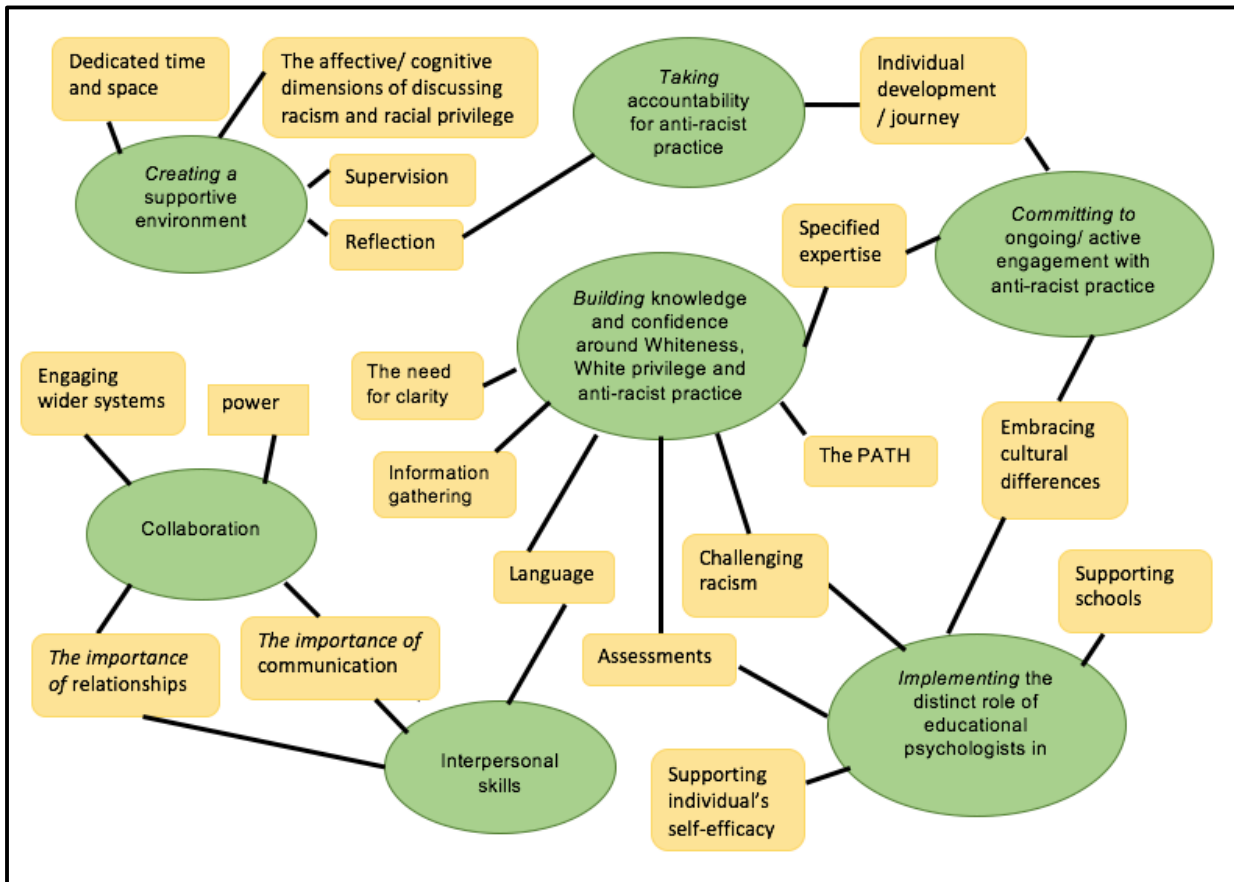 Dedicated time
and space
The affective/ cognitive
dimensions of discussing
racism and racial privilege
Taking
accountability
for anti-racist
practice
Individual
development
/ journey
Creating a
supportive
environment
Supervision
Reflection
Specified
expertise
Committing to
ongoing/ active
engagement with
anti-racist practice
Building knowledge
and confidence
around Whiteness,
White privilege and
anti-racist practice
Engaging
wider systems
power
The need
for clarity
Information
gathering
The PATH
Embracing
cultural
differences
Collaboration
Language
Challenging
racism
Supporting
schools
The importance
of relationships
The importance of
communication
Assessments
Implementing the
distinct role of
educational
psychologists in
Interpersonal
skills
Supporting
individual's
self-efficacy